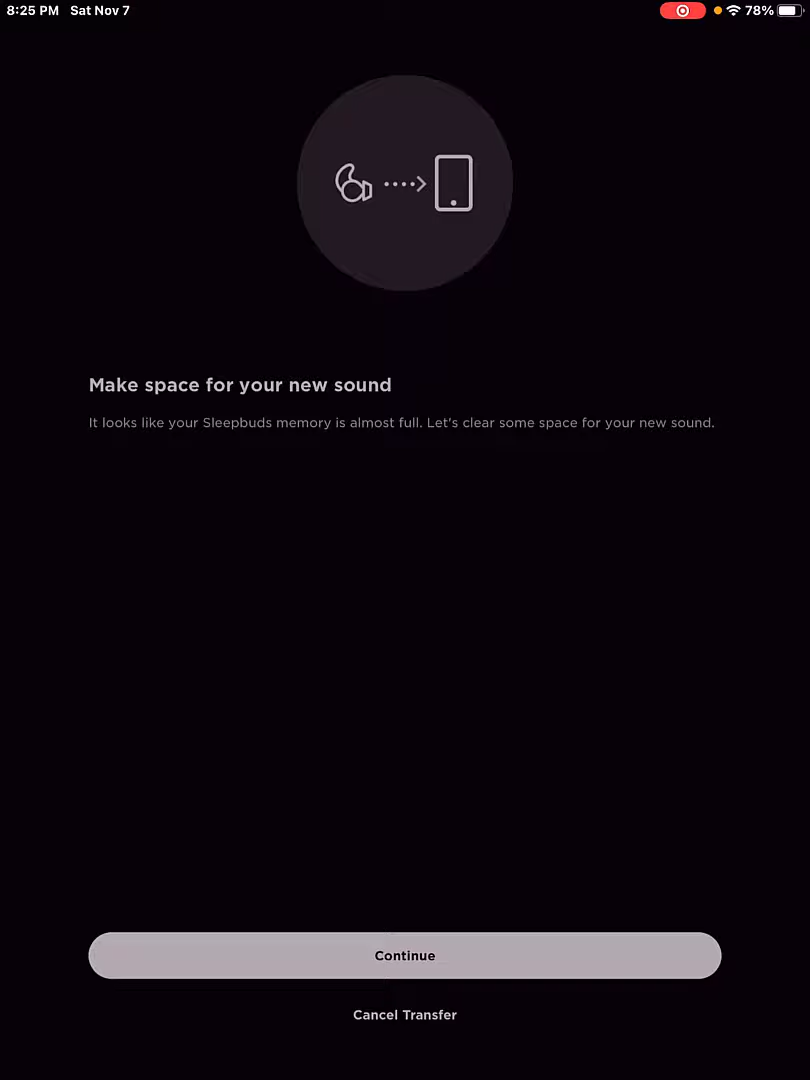 8:25 PM Sat Nov 7 78%
Make space for your new sound
It looks like your Sleepbuds memory is almost full. Let's clear some space for your new sound.
Continue
Cancel Transfer